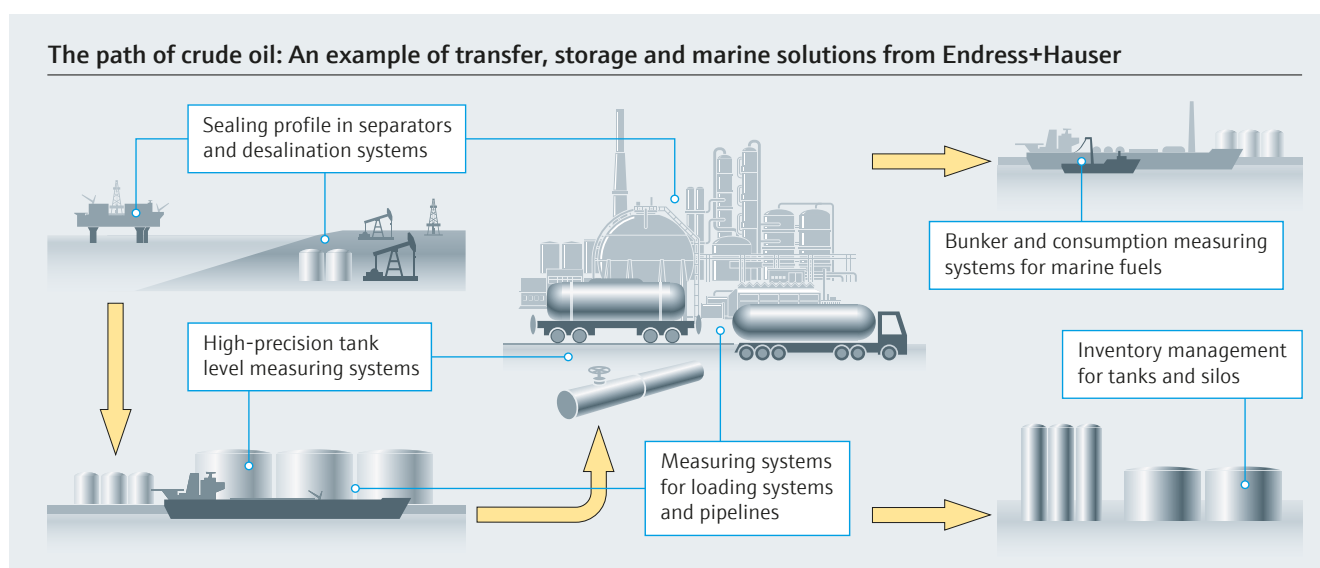 The path of crude oil: An example of transfer, storage and marine solutions from Endress+Hauser
Sealing profile in separators
and desalination systems
Bunker and consumption measuring
systems for marine fuels
High-precision tank
level measuring systems
Inventory management
for tanks and silos
Measuring systems
for loading systems
and pipelines